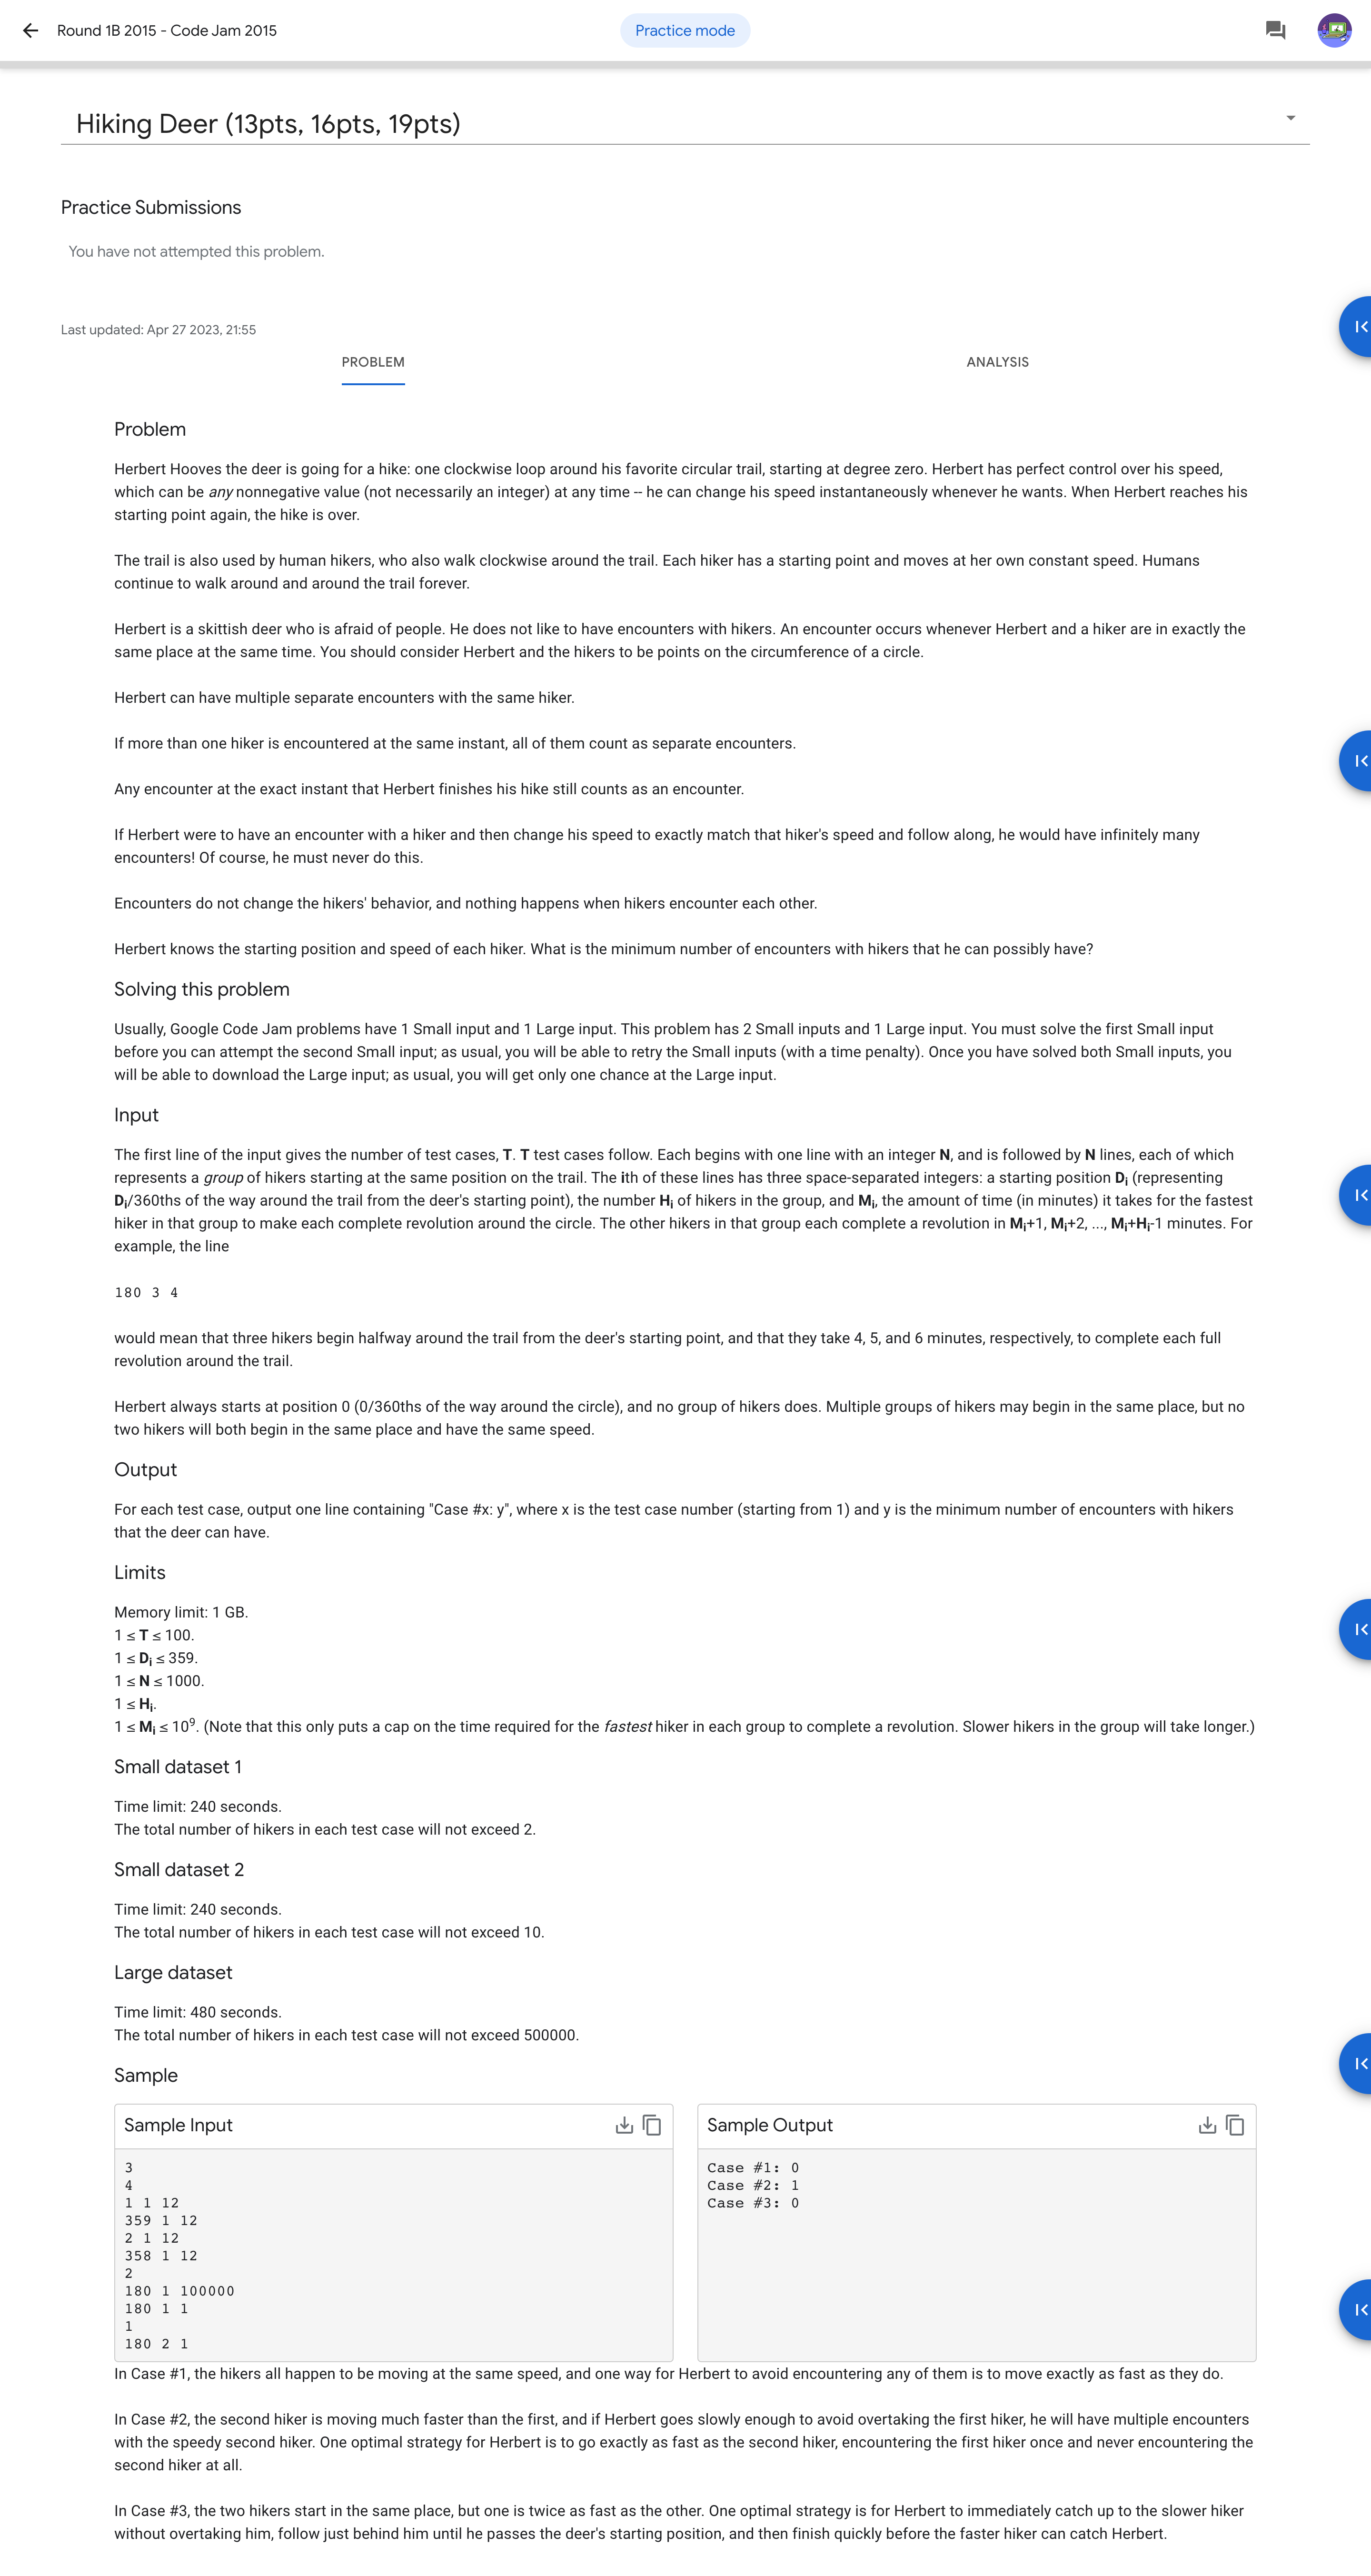 Round 1B 2015 - Code Jam 2015
Practice mode
Hiking Deer (13pts, 16pts, 19pts)
Practice Submissions
You have not attempted this problem.
Last updated: Apr 27 2023, 21:55
PROBLEM
ANALYSIS
Problem
Herbert Hooves the deer is going for a hike: one clockwise loop around his favorite circular trail, starting at degree zero. Herbert has perfect control over his speed,
which can be any nonnegative value (not necessarily an integer) at any time -- he can change his speed instantaneously whenever he wants. When Herbert reaches his
starting point again, the hike is over.
The trail is also used by human hikers, who also walk clockwise around the trail. Each hiker has a starting point and moves at her own constant speed. Humans
continue to walk around and around the trail forever.
Herbert is a skittish deer who is afraid of people. He does not like to have encounters with hikers. An encounter occurs whenever Herbert and a hiker are in exactly the
same place at the same time. You should consider Herbert and the hikers to be points on the circumference of a circle.
Herbert can have multiple separate encounters with the same hiker.
If more than one hiker is encountered at the same instant, all of them count as separate encounters.
Any encounter at the exact instant that Herbert finishes his hike still counts as an encounter.
If Herbert were to have an encounter with a hiker and then change his speed to exactly match that hiker's speed and follow along, he would have infinitely many
encounters! Of course, he must never do this.
Encounters do not change the hikers' behavior, and nothing happens when hikers encounter each other.
Herbert knows the starting position and speed of each hiker. What is the minimum number of encounters with hikers that he can possibly have?
Solving this problem
Usually, Google Code Jam problems have 1 Small input and 1 Large input. This problem has 2 Small inputs and 1 Large input. You must solve the first Small input
before you can attempt the second Small input; as usual, you will be able to retry the Small inputs (with a time penalty). Once you have solved both Small inputs, you
will be able to download the Large input; as usual, you will get only one chance at the Large input.
Input
The first line of the input gives the number of test cases, T. T test cases follow. Each begins with one line with an integer N, and is followed by N lines, each of which
represents a group of hikers starting at the same position on the trail. The ith of these lines has three space-separated integers: a starting position Di (representing
Di/360ths of the way around the trail from the deer's starting point), the number Hi of hikers in the group, and Mi, the amount of time (in minutes) it takes for the fastest
hiker in that group to make each complete revolution around the circle. The other hikers in that group each complete a revolution in Mi+1, Mi+2, ..., Mi+Hi-1 minutes. For
example, the line
180 3 4
would mean that three hikers begin halfway around the trail from the deer's starting point, and that they take 4, 5, and 6 minutes, respectively, to complete each full
revolution around the trail.
Herbert always starts at position 0 (0/360ths of the way around the circle), and no group of hikers does. Multiple groups of hikers may begin in the same place, but no
two hikers will both begin in the same place and have the same speed.
Output
For each test case, output one line containing "Case #x: y", where x is the test case number (starting from 1) and y is the minimum number of encounters with hikers
that the deer can have.
Limits
Memory limit: 1 GB.
1 ≤ T ≤ 100.
1 ≤ Di ≤ 359.
1 ≤ N ≤ 1000.
1 ≤ Hi.
1 ≤ Mi ≤ 10^9. (Note that this only puts a cap on the time required for the fastest hiker in each group to complete a revolution. Slower hikers in the group will take longer.)
Small dataset 1
Time limit: 240 seconds.
The total number of hikers in each test case will not exceed 2.
Small dataset 2
Time limit: 240 seconds.
The total number of hikers in each test case will not exceed 10.
Large dataset
Time limit: 480 seconds.
The total number of hikers in each test case will not exceed 500000.
Sample
Sample Input
3
4
1 1 12
359 1 12
2 1 12
358 1 12
2
180 1 100000
180 1 1
1
180 2 1
Sample Output
Case #1: 0
Case #2: 1
Case #3: 0
In Case #1, the hikers all happen to be moving at the same speed, and one way for Herbert to avoid encountering any of them is to move exactly as fast as they do.
In Case #2, the second hiker is moving much faster than the first, and if Herbert goes slowly enough to avoid overtaking the first hiker, he will have multiple encounters
with the speedy second hiker. One optimal strategy for Herbert is to go exactly as fast as the second hiker, encountering the first hiker once and never encountering the
second hiker at all.
In Case #3, the two hikers start in the same place, but one is twice as fast as the other. One optimal strategy is for Herbert to immediately catch up to the slower hiker
without overtaking him, follow just behind him until he passes the deer's starting position, and then finish quickly before the faster hiker can catch Herbert.